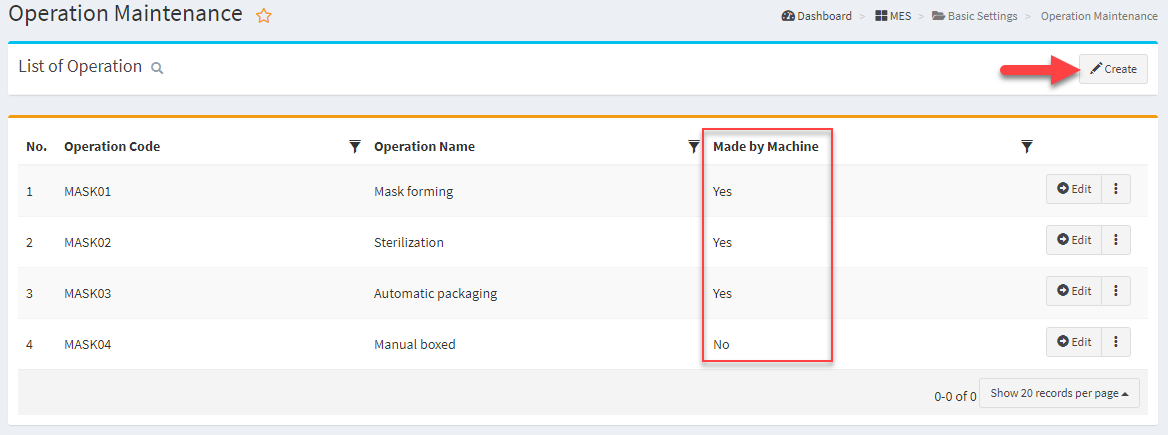 Operation Maintenance
Dashboard > MES > Basic Settings > Operation Maintenance
List of Operation
Create
No. Operation Code Operation Name Made by Machine
1 MASK01 Mask forming Yes Edit
2 MASK02 Sterilization Yes Edit
3 MASK03 Automatic packaging Yes Edit
4 MASK04 Manual boxed No Edit
0-0 of 0 Show 20 records per page